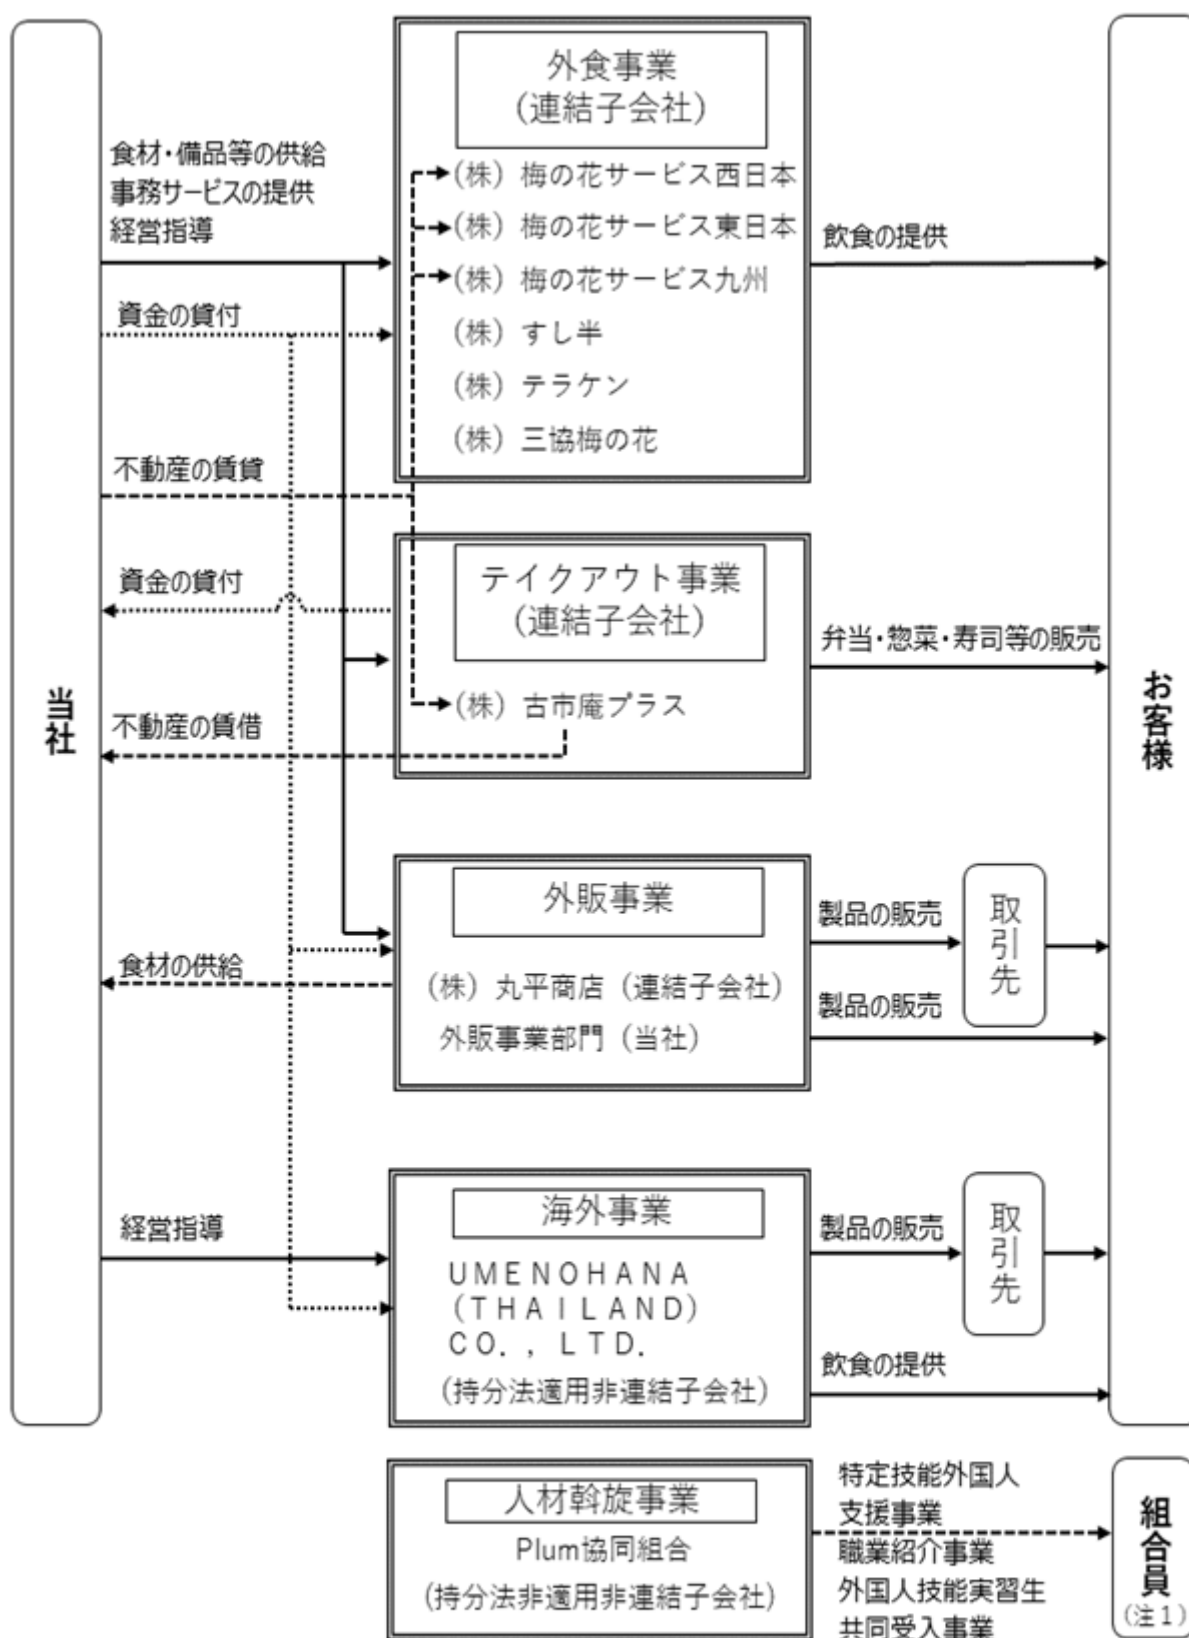 当社
食材・備品等の供給
事務サービスの提供
経営指導
資金の貸付
不動産の賃貸
資金の貸付
不動産の賃借
食材の供給
経営指導
外食事業
(連結子会社)
(株) 梅の花サービス西日本
(株) 梅の花サービス東日本
(株) 梅の花サービス九州
(株) すし半
(株) テラケン
(株) 三協梅の花
飲食の提供
テイクアウト事業
(連結子会社)
(株) 古市庵プラス
弁当・惣菜・寿司等の販売
外販事業
(株) 丸平商店 (連結子会社)
外販事業部門 (当社)
製品の販売
取引先
製品の販売
海外事業
UMENOHANA
(THAILAND)
CO., LTD.
(持分法適用非連結子会社)
製品の販売
取引先
飲食の提供
お客様
人材斡旋事業
Plum協同組合
(持分法非適用非連結子会社)
特定技能外国人
支援事業
職業紹介事業
外国人技能実習生
共同受入事業
組合員
(注1)